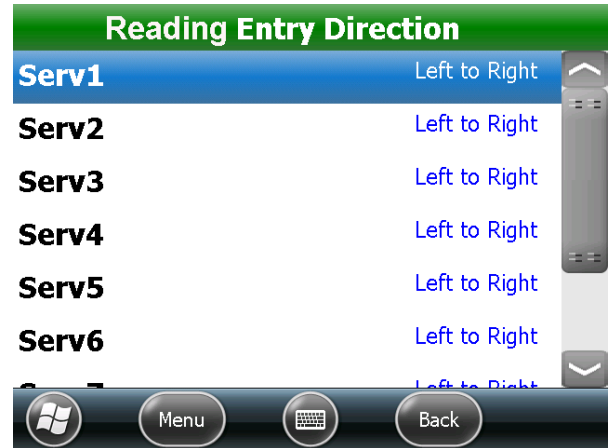 Reading Entry Direction
Serv1 Left to Right
Serv2 Left to Right
Serv3 Left to Right
Serv4 Left to Right
Serv5 Left to Right
Serv6 Left to Right
Menu Back